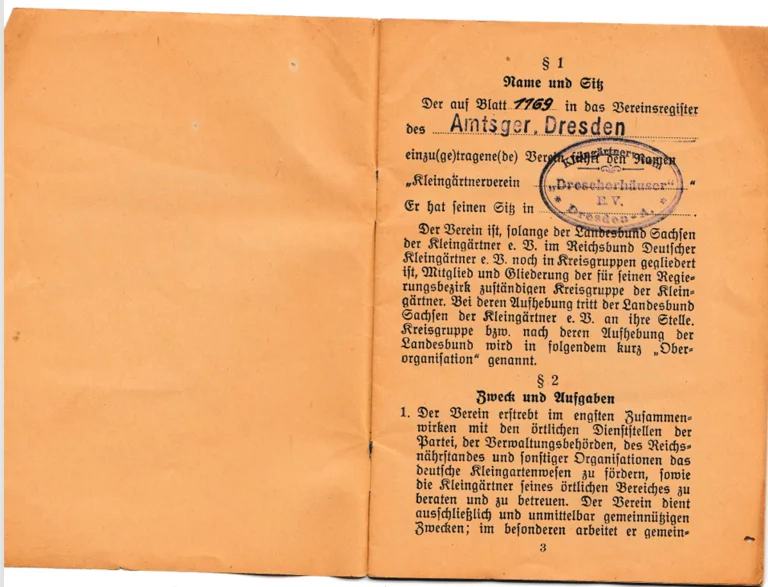 § 1
Name und Sitz
Der auf Blatt 1169 in das Vereinsregister
des Amtsger. Dresden
einzu(ge)tragene(de) Verein führt den Namen
„Kleingärtnerverein „Drescherhäuser“ “
E.V.
Er hat seinen Sitz in
* Dresden-A. *
Der Verein ist, solange der Landesbund Sachsen
der Kleingärtner e. V. im Reichsbund Deutscher
Kleingärtner e. V. noch in Kreisgruppen gegliedert
ist, Mitglied und Gliederung der für seinen Regie-
rungsbezirk zuständigen Kreisgruppe der Klein-
gärtner. Bei deren Aufhebung tritt der Landesbund
Sachsen der Kleingärtner e. V. an ihre Stelle.
Kreisgruppe bzw. nach deren Aufhebung der
Landesbund wird in folgendem kurz „Ober-
organisation“ genannt.
§ 2
Zweck und Aufgaben
1. Der Verein erstrebt im engsten Zusammen-
wirken mit den örtlichen Dienststellen der
Partei, der Verwaltungsbehörden, des Reichs-
nährstandes und sonstiger Organisationen das
deutsche Kleingartenwesen zu fördern, sowie
die Kleingärtner seines örtlichen Bereiches zu
beraten und zu betreuen. Der Verein dient
ausschließlich und unmittelbar gemeinnützigen
Zwecken; im besonderen arbeitet er gemein-
3